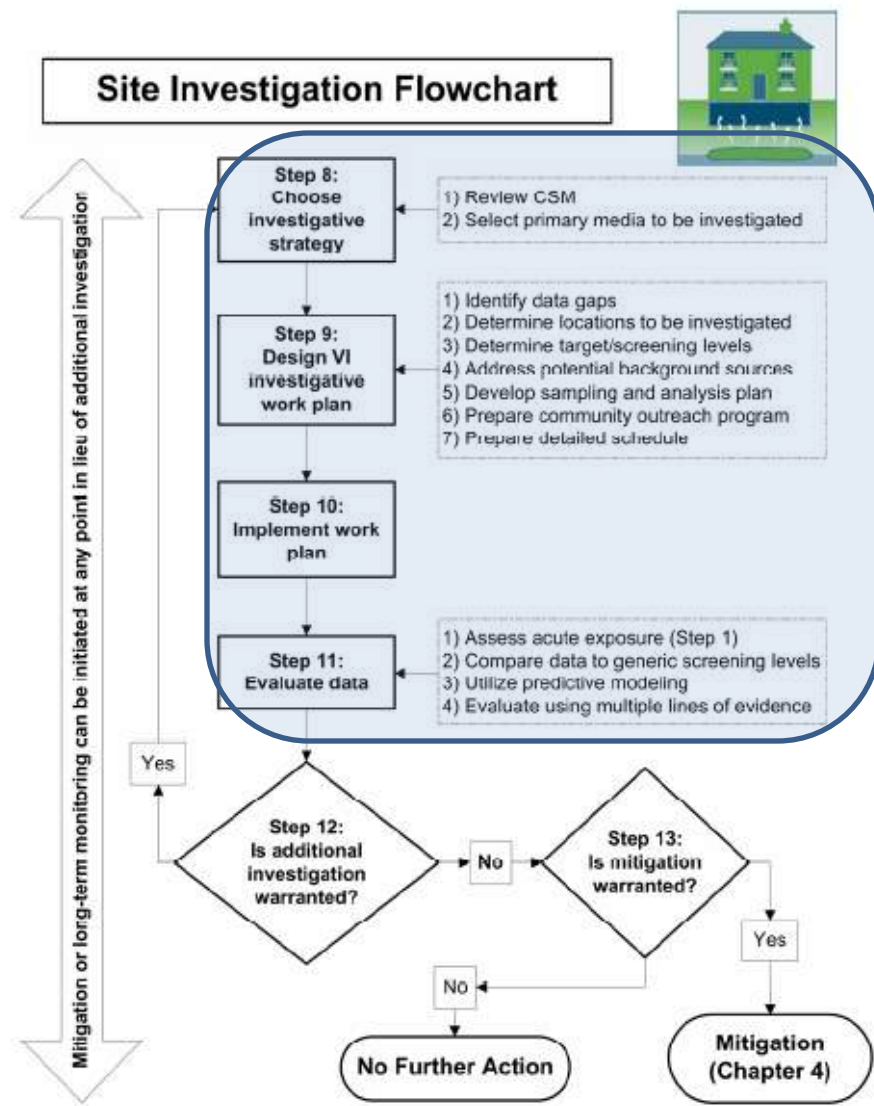 Site Investigation Flowchart
Mitigation or long-term monitoring can be initiated at any point in lieu of additional investigation
Step 8:
Choose
investigative
strategy
1) Review CSM
2) Select primary media to be investigated
Step 9:
Design VI
investigative
work plan
1) Identify data gaps
2) Determine locations to be investigated
3) Determine target/screening levels
4) Address potential background sources
5) Develop sampling and analysis plan
6) Prepare community outreach program
7) Prepare detailed schedule
Step 10:
Implement work
plan
Step 11:
Evaluate data
1) Assess acute exposure (Step 1)
2) Compare data to generic screening levels
3) Utilize predictive modeling
4) Evaluate using multiple lines of evidence
Yes
Step 12:
Is additional
investigation
warranted?
No
Step 13:
Is mitigation
warranted?
Yes
No
No Further Action
Mitigation
(Chapter 4)